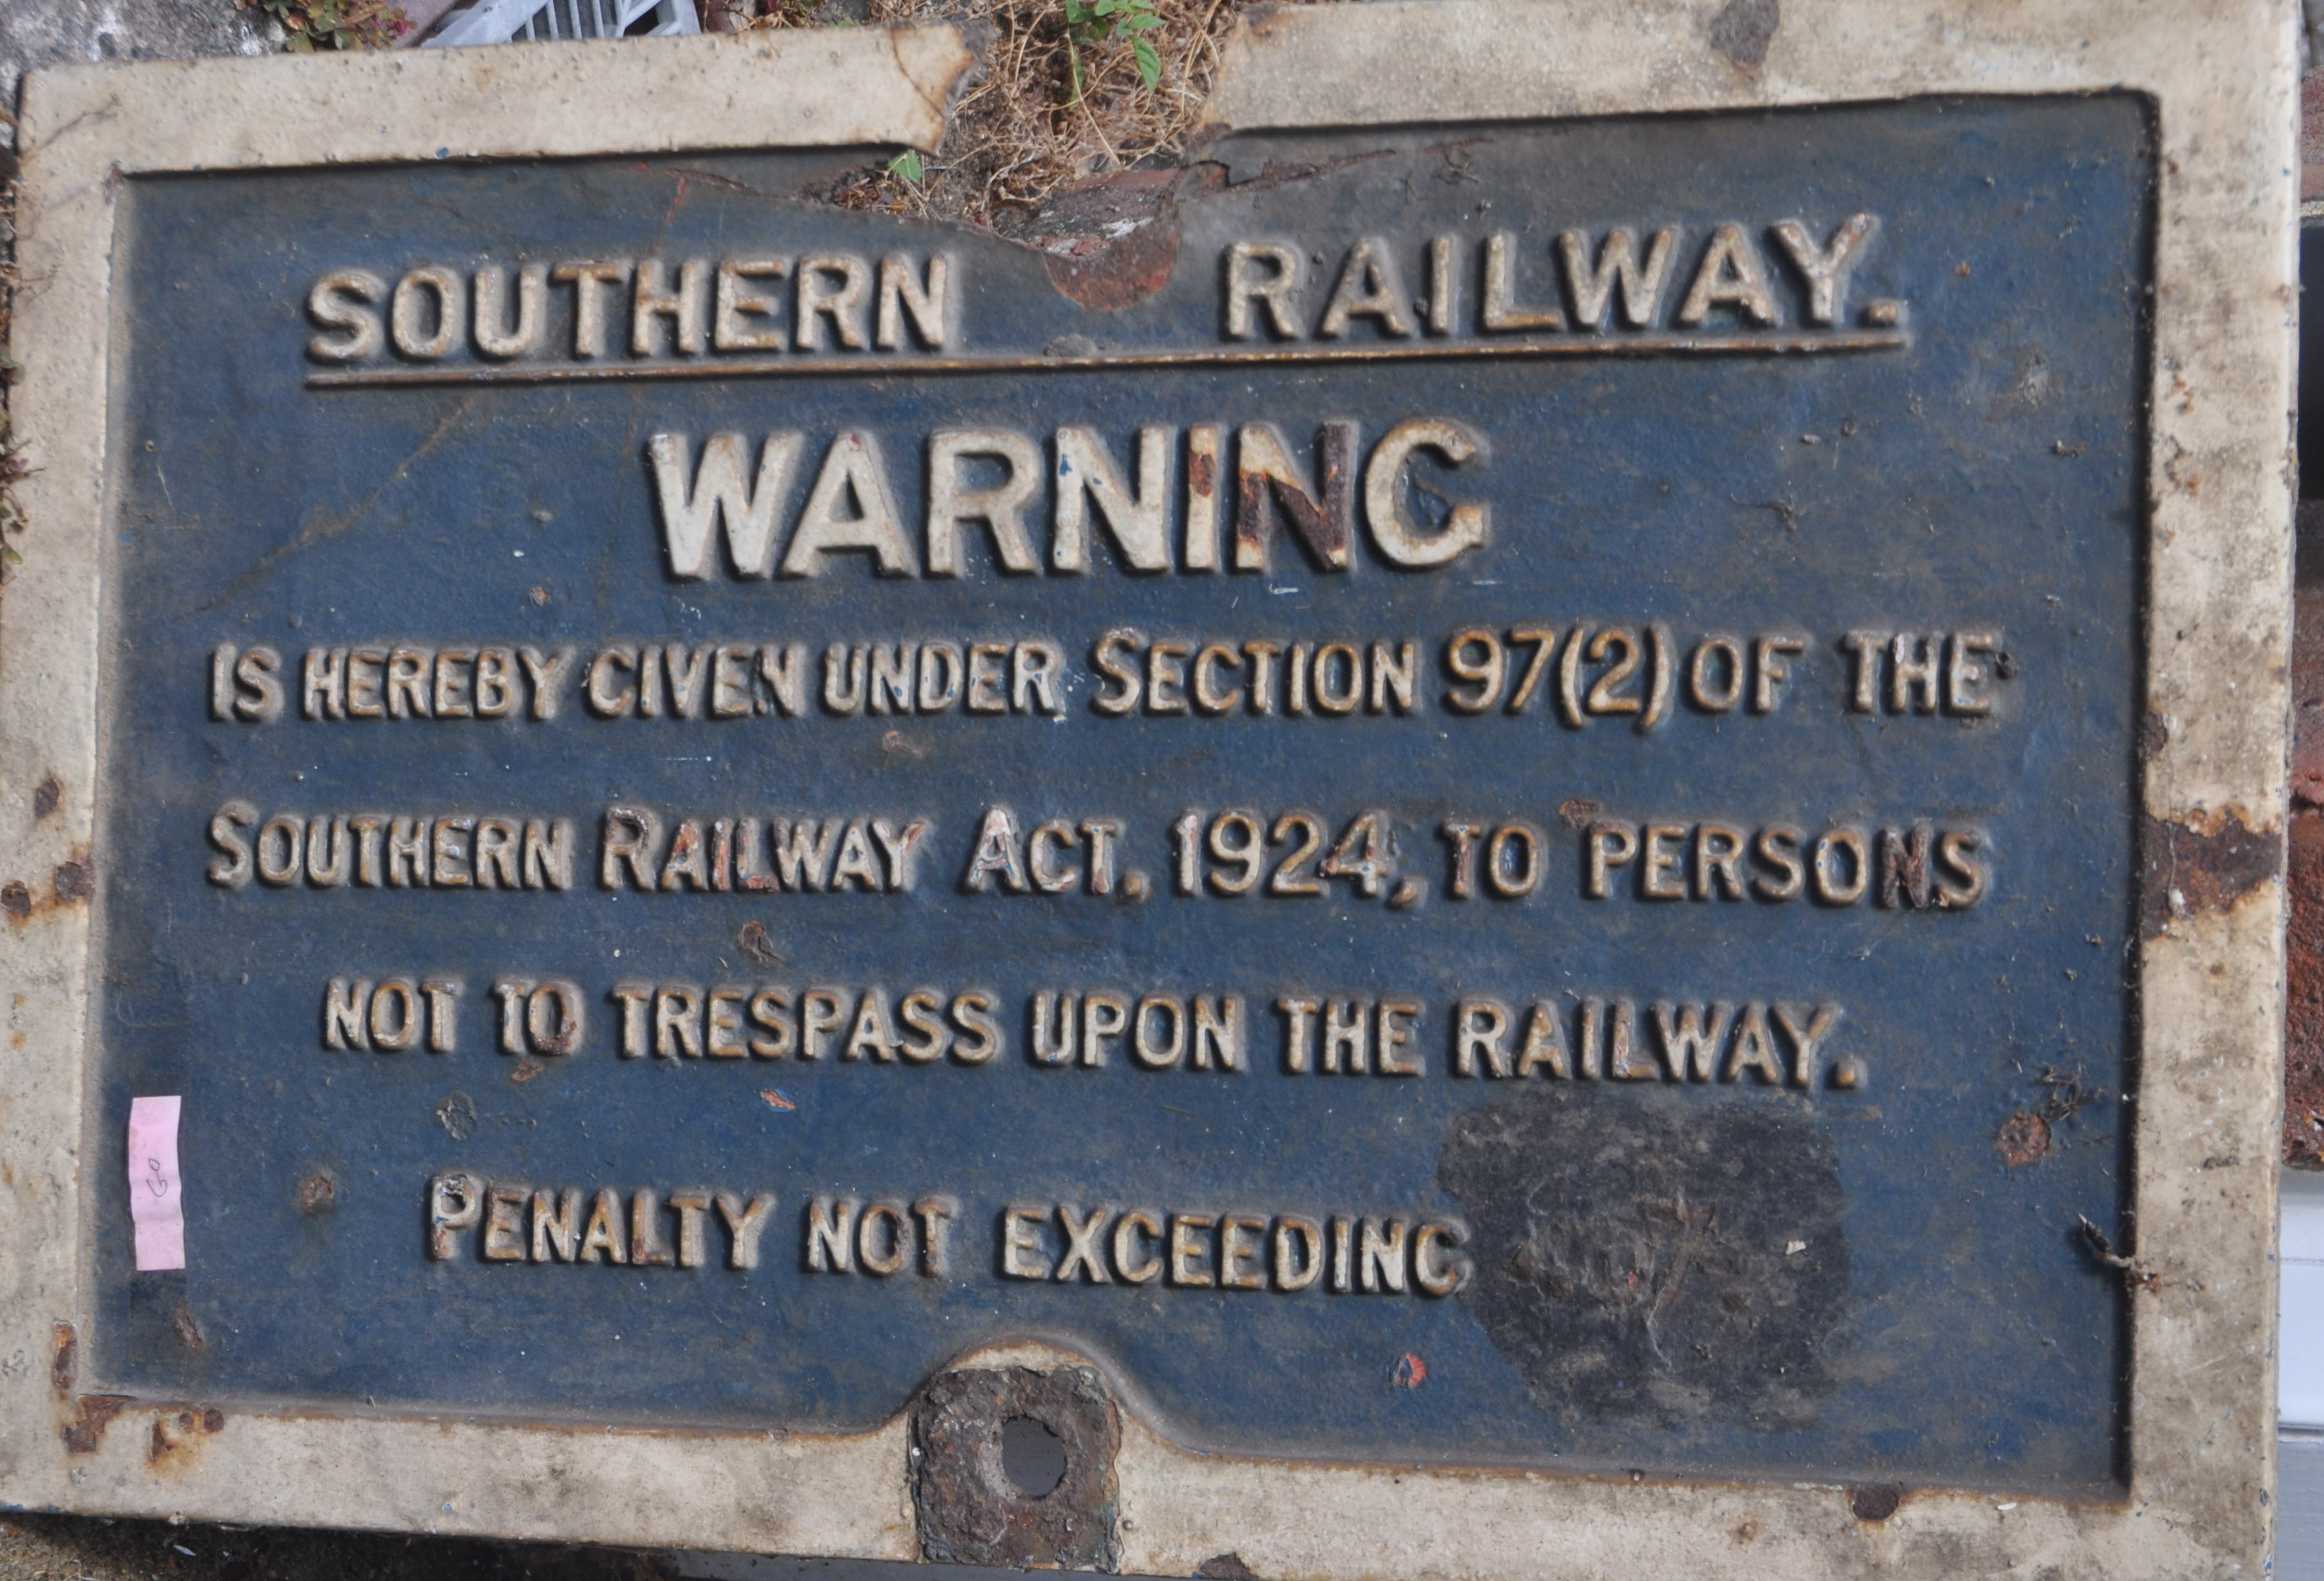 SOUTHERN RAILWAY.
WARNING
IS HEREBY GIVEN UNDER SECTION 97(2) OF THE
SOUTHERN RAILWAY ACT, 1924, TO PERSONS
NOT TO TRESPASS UPON THE RAILWAY.
PENALTY NOT EXCEEDING